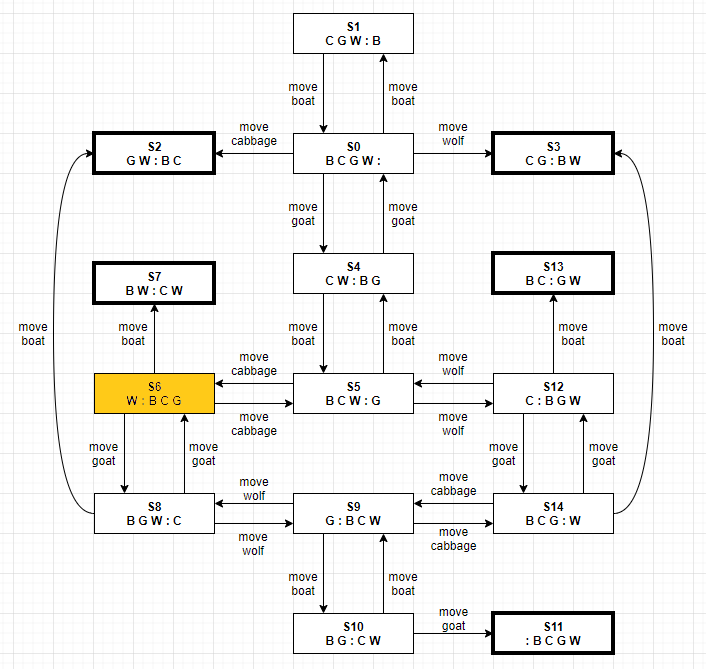 S1
C G W : B
move
boat
move
boat
move
cabbage
move
wolf
S2
G W : B C
S0
B C G W :
S3
C G : B W
move
goat
move
goat
S7
B W : C W
S4
C W : B G
S13
B C : G W
move
boat
move
boat
move
boat
move
boat
move
boat
move
boat
move
cabbage
move
wolf
S6
W : B C G
S5
B C W : G
S12
C : B G W
move
cabbage
move
wolf
move
goat
move
goat
move
goat
move
goat
move
wolf
move
cabbage
S8
B G W : C
S9
G : B C W
S14
B C G : W
move
wolf
move
cabbage
move
boat
move
boat
S10
B G : C W
move
goat
S11
: B C G W